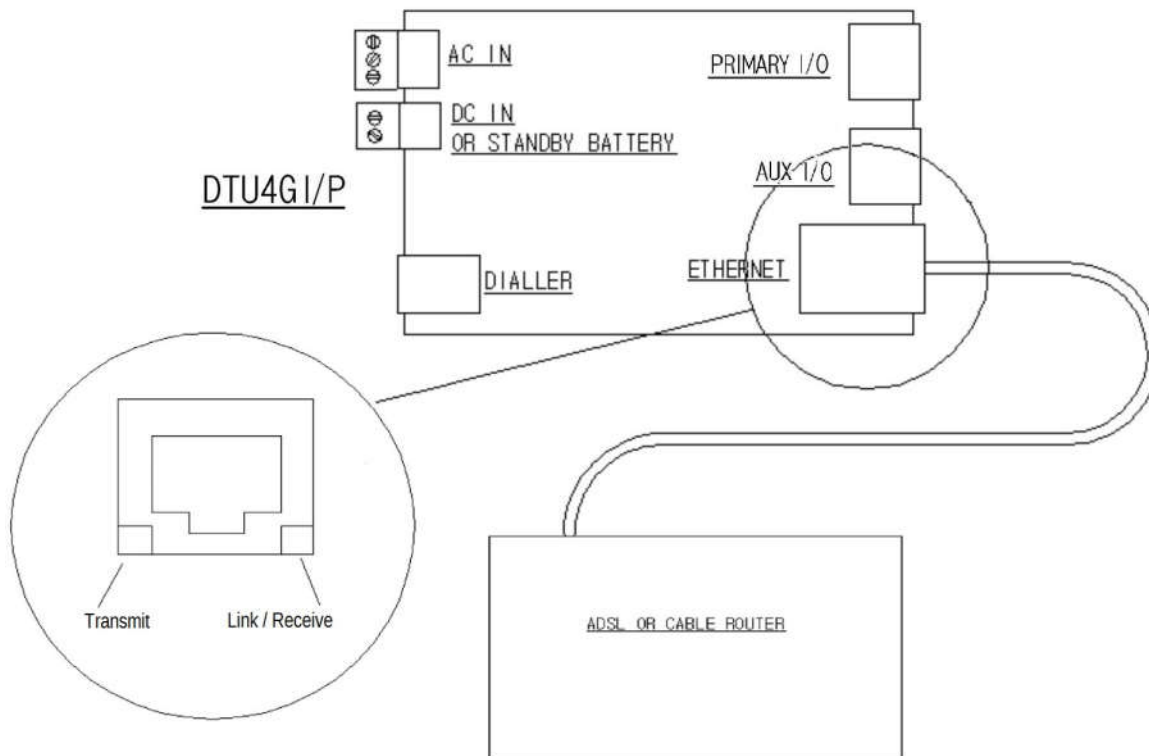 AC IN
PRIMARY I/O
DC IN
OR STANDBY BATTERY
AUX I/O
DTU4GI/P
ETHERNET
DIALLER
Transmit
Link / Receive
ADSL OR CABLE ROUTER